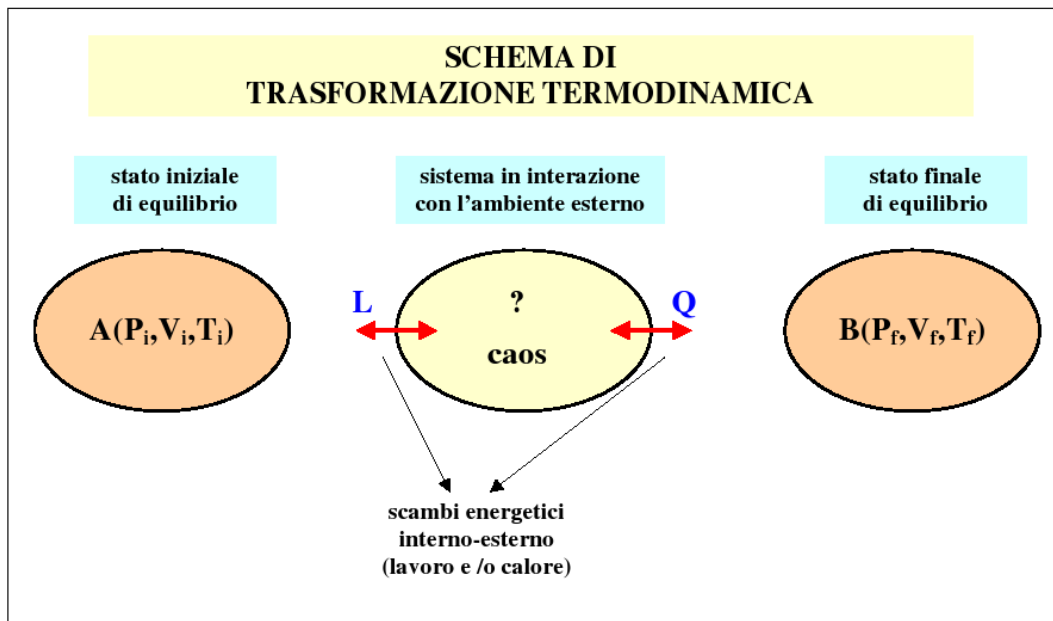 SCHEMA DI
TRASFORMAZIONE TERMODINAMICA
stato iniziale
di equilibrio
sistema in interazione
con l'ambiente esterno
stato finale
di equilibrio
A(Pi,Vi,Ti)
L
?
caos
Q
B(Pf,Vf,Tf)
scambi energetici
interno-esterno
(lavoro e /o calore)